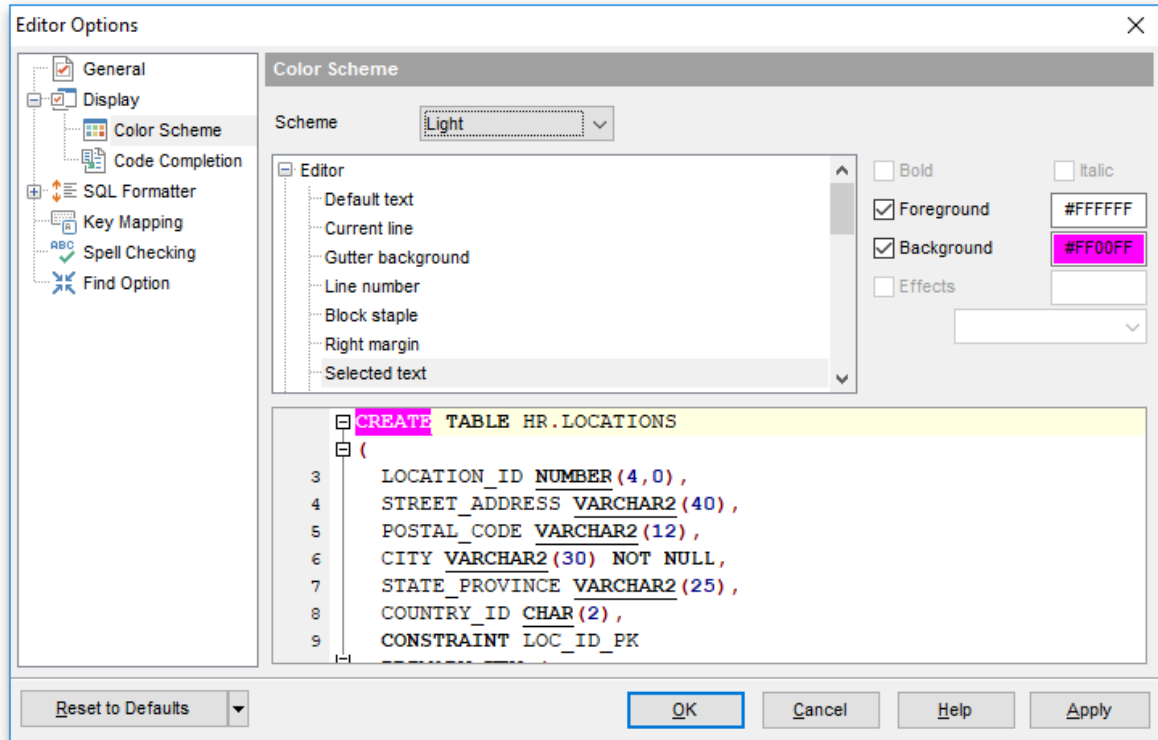 Editor Options
General
Display
Color Scheme
Code Completion
SQL Formatter
Key Mapping
ABC
Spell Checking
Find Option
Color Scheme
Scheme
Light
Editor
Default text
Current line
Gutter background
Line number
Block staple
Right margin
Selected text
Bold
Italic
Foreground
#FFFFFF
Background
#FF00FF
Effects
CREATE TABLE HR.LOCATIONS
(
3 LOCATION_ID NUMBER(4,0),
4 STREET_ADDRESS VARCHAR2(40),
5 POSTAL_CODE VARCHAR2(12),
6 CITY VARCHAR2(30) NOT NULL,
7 STATE_PROVINCE VARCHAR2(25),
8 COUNTRY_ID CHAR(2),
9 CONSTRAINT LOC_ID_PK
Reset to Defaults
OK
Cancel
Help
Apply